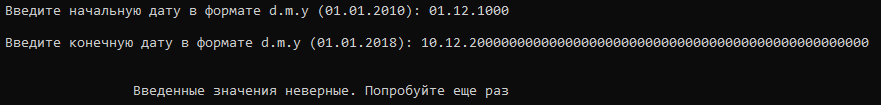 Введите начальную дату в формате d.m.y (01.01.2010): 01.12.1000
Введите конечную дату в формате d.m.y (01.01.2018): 10.12.20000000000000000000000000000000000000000000000000
Введенные значения неверные. Попробуйте еще раз